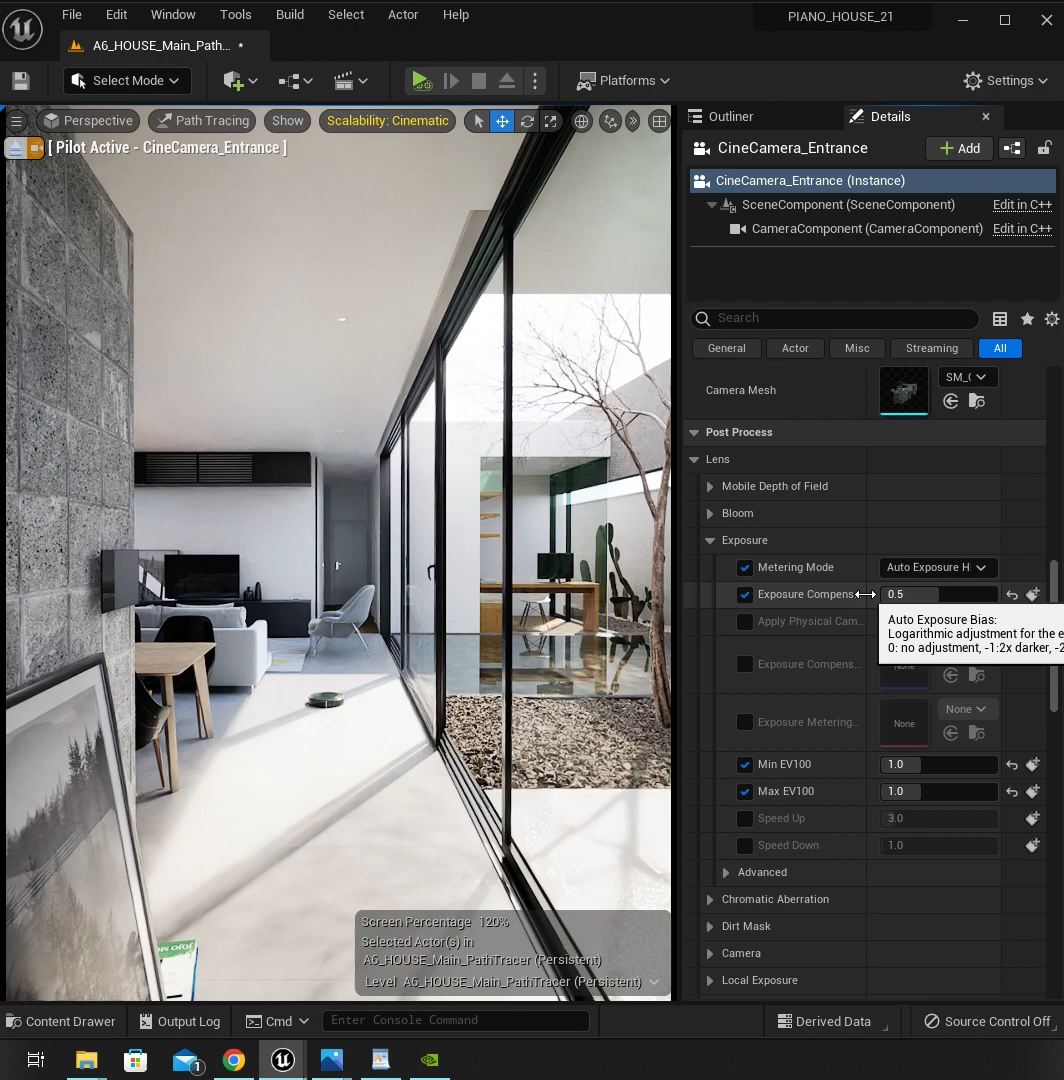 File Edit Window Tools Build Select Actor Help
PIANO_HOUSE_21
A6_HOUSE_Main_Path... •
Select Mode
Platforms
Settings
Perspective
Path Tracing
Show
Scalability: Cinematic
[ Pilot Active - CineCamera_Entrance ]
Screen Percentage 120%
Selected Actor(s) in
A6_HOUSE_Main_PathTracer (Persistent)
Level A6_HOUSE_Main_PathTracer (Persistent)
Outliner
Details
CineCamera_Entrance
Add
CineCamera_Entrance (Instance)
SceneComponent (SceneComponent) Edit in C++
CameraComponent (CameraComponent) Edit in C++
Search
General Actor Misc Streaming All
Camera Mesh
Post Process
Lens
Mobile Depth of Field
Bloom
Exposure
Metering Mode Auto Exposure H
Exposure Compens 0.5
Auto Exposure Bias:
Logarithmic adjustment for the e
0: no adjustment, -1:2x darker, -2
Apply Physical Cam...
Exposure Compens... None
Exposure Metering... None None
Min EV100 1.0
Max EV100 1.0
Speed Up 3.0
Speed Down 1.0
Advanced
Chromatic Aberration
Dirt Mask
Camera
Local Exposure
Content Drawer
Output Log
Cmd
Enter Console Command
Derived Data
Source Control Off
1